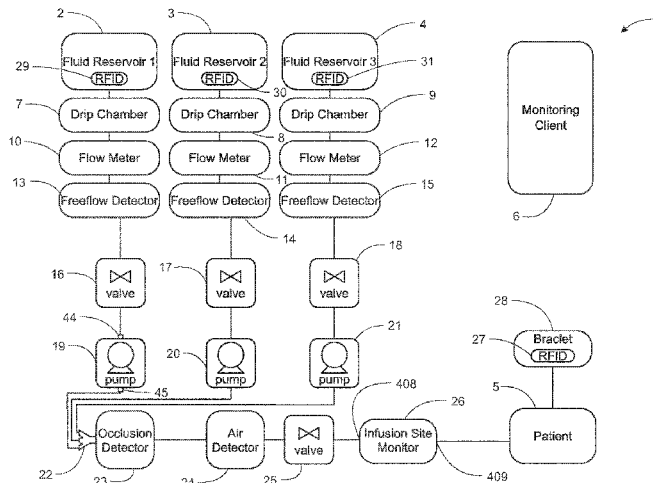 2 3 4
Fluid Reservoir 1 Fluid Reservoir 2 Fluid Reservoir 3
29 RFID RFID 30 RFID 31
7 Drip Chamber Drip Chamber Drip Chamber 9
8
10 Flow Meter Flow Meter Flow Meter 12
11
13 Freeflow Detector Freeflow Detector Freeflow Detector 15
14
Monitoring
Client
6
16 17 18
valve valve valve
44
19 20 21
pump pump pump
45
28
Braclet
27 RFID
5
408 26
22 Occlusion Detector Air Detector valve Infusion Site Monitor Patient
23 24 25 409